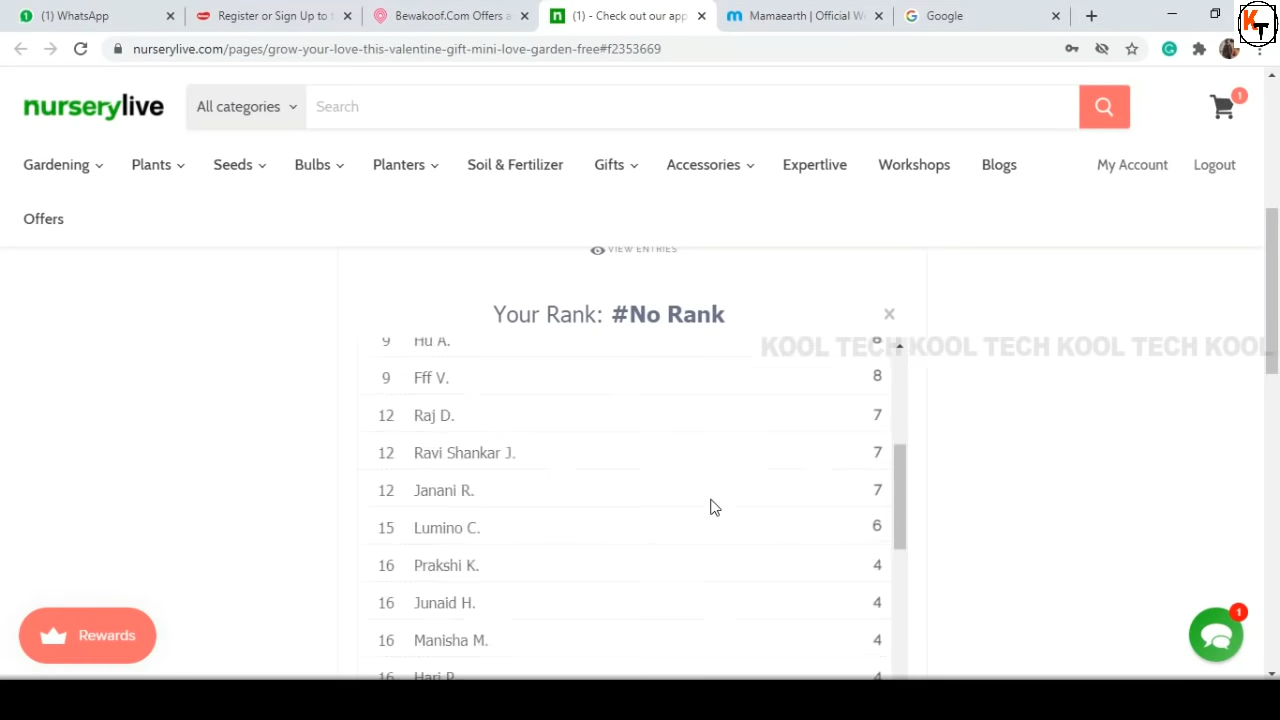 (1) WhatsApp
Register or Sign Up to
Bewakoof.Com Offers a
(1) - Check out our app
Mamaearth | Official W
Google
KT
nurserylive.com/pages/grow-your-love-this-valentine-gift-mini-love-garden-free#f2353669
nurserylive
All categories
Search
1
Gardening
Plants
Seeds
Bulbs
Planters
Soil & Fertilizer
Gifts
Accessories
Expertlive
Workshops
Blogs
My Account
Logout
Offers
VIEW ENTRIES
Your Rank: #No Rank
KOOL TECH KOOL TECH KOOL TECH KOOL
9 Hu A. 8
9 Fff V. 8
12 Raj D. 7
12 Ravi Shankar J. 7
12 Janani R. 7
15 Lumino C. 6
16 Prakshi K. 4
16 Junaid H. 4
16 Manisha M. 4
16 Hari P. 4
Rewards
1